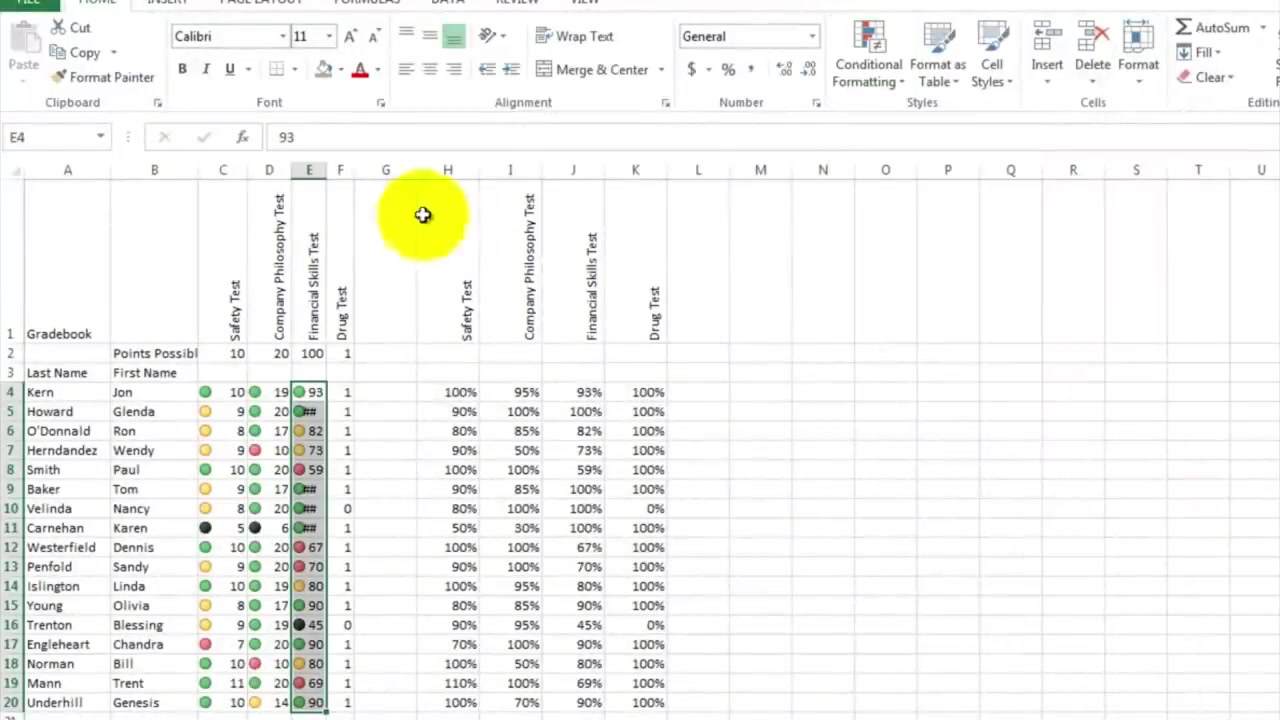 FILE HOME INSERT PAGE LAYOUT FORMULAS DATA REVIEW VIEW
Paste Cut Copy Format Painter
Clipboard
Calibri 11
B I U
Font
Wrap Text
Merge & Center
Alignment
General
$ % ,
Number
Conditional Formatting Format as Table Cell Styles
Styles
Insert Delete Format
Cells
AutoSum
Fill
Clear
E4 fx 93
A B C D E F G H I J K L M N O P Q R S T U
1 Gradebook Safety Test Company Philosophy Test Financial Skills Test Drug Test Safety Test Company Philosophy Test Financial Skills Test Drug Test
2 Points Possibl 10 20 100 1
3 Last Name First Name
4 Kern Jon 10 19 93 1 100% 95% 93% 100%
5 Howard Glenda 9 20 ## 1 90% 100% 100% 100%
6 O'Donnald Ron 8 17 82 1 80% 85% 82% 100%
7 Herndandez Wendy 9 10 73 1 90% 50% 73% 100%
8 Smith Paul 10 20 59 1 100% 100% 59% 100%
9 Baker Tom 9 17 ## 1 90% 85% 100% 100%
10 Velinda Nancy 8 20 ## 0 80% 100% 100% 0%
11 Carnehan Karen 5 6 ## 1 50% 30% 100% 100%
12 Westerfield Dennis 10 20 67 1 100% 100% 67% 100%
13 Penfold Sandy 9 20 70 1 90% 100% 70% 100%
14 Islington Linda 10 19 80 1 100% 95% 80% 100%
15 Young Olivia 8 17 90 1 80% 85% 90% 100%
16 Trenton Blessing 9 19 45 0 90% 95% 45% 0%
17 Engleheart Chandra 7 20 90 1 70% 100% 90% 100%
18 Norman Bill 10 10 80 1 100% 50% 80% 100%
19 Mann Trent 11 20 69 1 110% 100% 69% 100%
20 Underhill Genesis 10 14 90 1 100% 70% 90% 100%